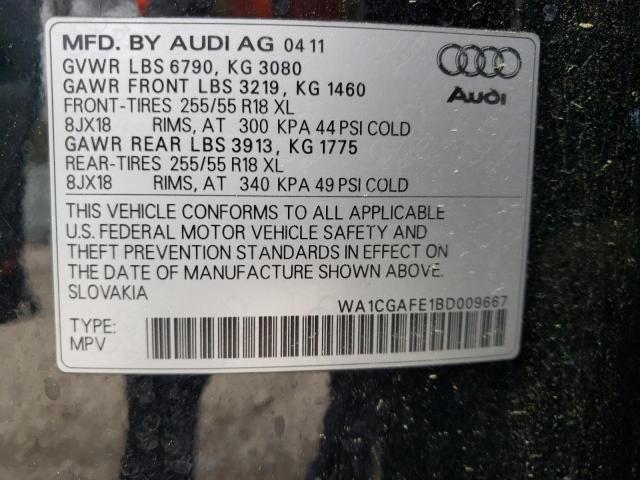 MFD. BY AUDI AG 04 11
GVWR LBS 6790, KG 3080
GAWR FRONT LBS 3219, KG 1460
FRONT-TIRES 255/55 R18 XL
8JX18 RIMS, AT 300 KPA 44 PSI COLD
GAWR REAR LBS 3913, KG 1775
REAR-TIRES 255/55 R18 XL
8JX18 RIMS, AT 340 KPA 49 PSI COLD
Audi
THIS VEHICLE CONFORMS TO ALL APPLICABLE
U.S. FEDERAL MOTOR VEHICLE SAFETY AND
THEFT PREVENTION STANDARDS IN EFFECT ON
THE DATE OF MANUFACTURE SHOWN ABOVE.
SLOVAKIA
WA1CGAFE1BD009667
TYPE:
MPV